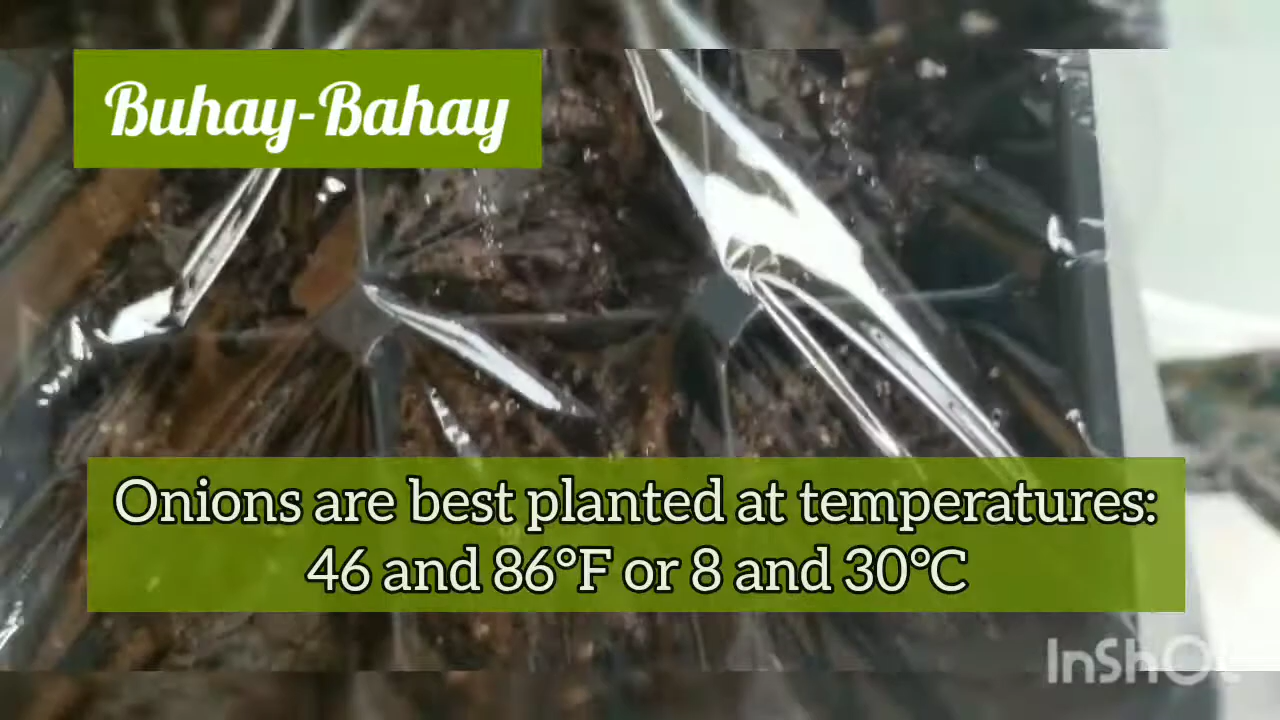 Buhay-Bahay
Onions are best planted at temperatures:
46 and 86°F or 8 and 30°C
InShOt